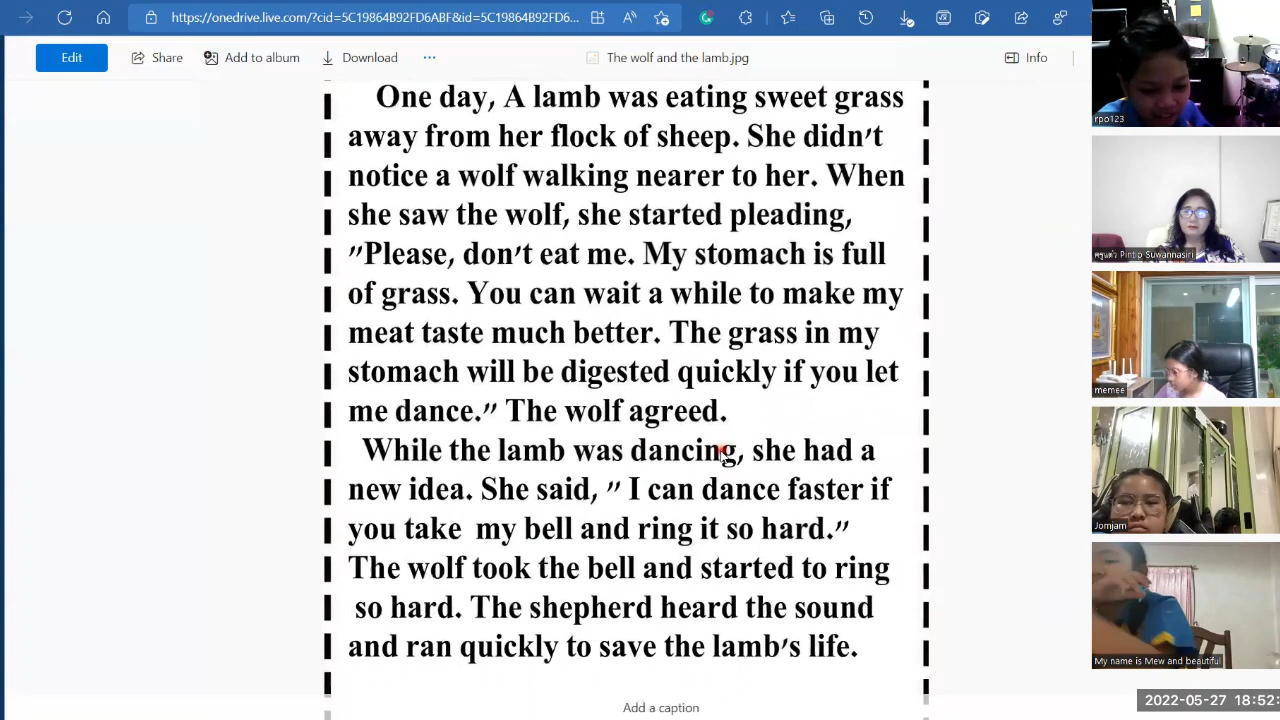 https://onedrive.live.com/?cid=5C19864B92FD6ABF&id=5C19864B92FD6...
Edit
Share
Add to album
Download
The wolf and the lamb.jpg
Info
One day, A lamb was eating sweet grass
away from her flock of sheep. She didn't
notice a wolf walking nearer to her. When
she saw the wolf, she started pleading,
"Please, don't eat me. My stomach is full
of grass. You can wait a while to make my
meat taste much better. The grass in my
stomach will be digested quickly if you let
me dance." The wolf agreed.
While the lamb was dancing, she had a
new idea. She said, " I can dance faster if
you take  my bell and ring it so hard."
The wolf took the bell and started to ring
so hard. The shepherd heard the sound
and ran quickly to save the lamb's life.
Add a caption
rpo123
ครูแต๋ว Pintip Suwannasiri
memee
Jomjam
My name is Mew and beautiful
2022-05-27 18:52: